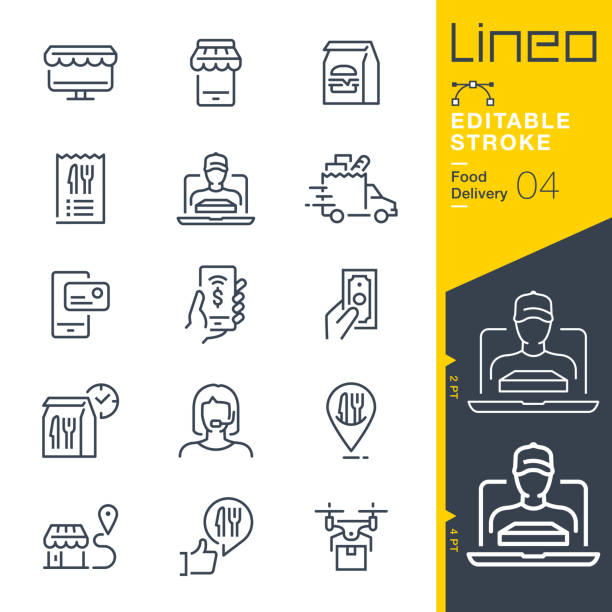 Lineo
EDITABLE
STROKE
Food
Delivery
04
$
2 PT
4 PT